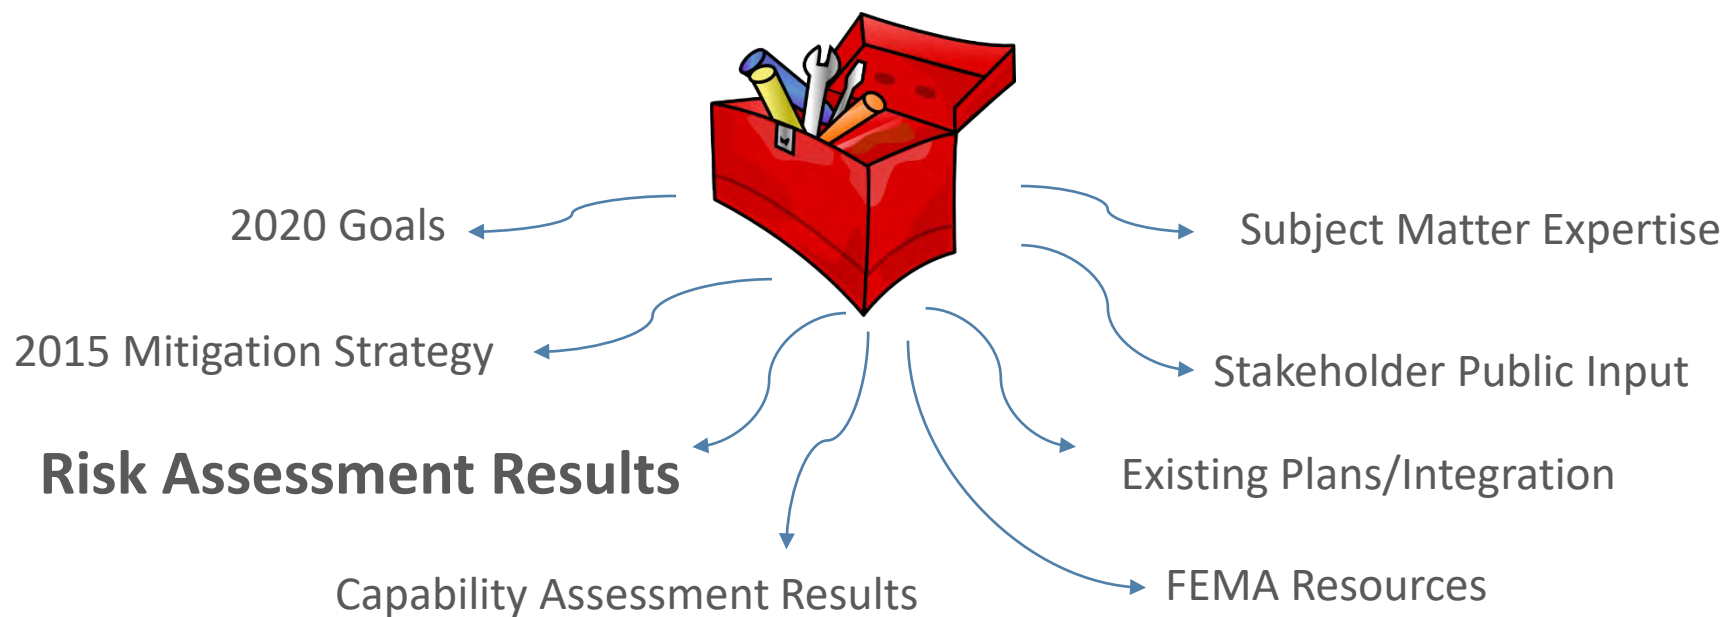 2020 Goals
Subject Matter Expertise
2015 Mitigation Strategy
Stakeholder Public Input
Risk Assessment Results
Existing Plans/Integration
Capability Assessment Results
FEMA Resources